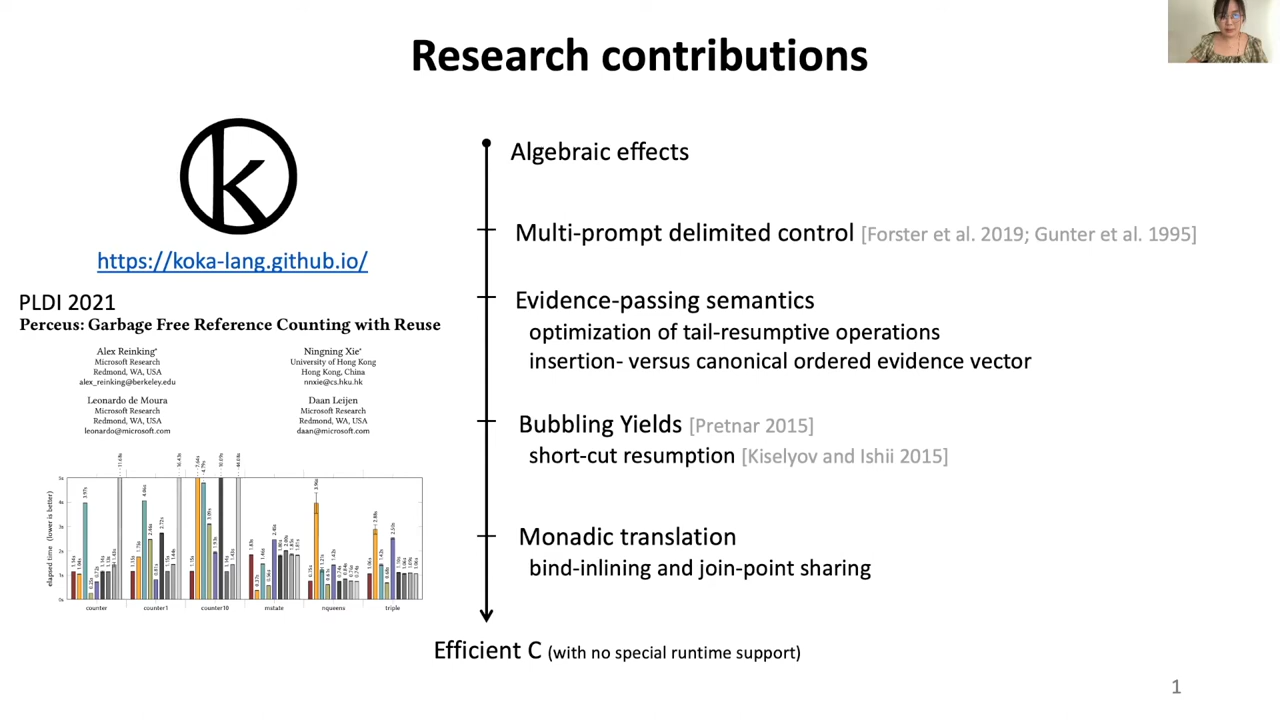 Research contributions
k
https://koka-lang.github.io/
PLDI 2021
Perceus: Garbage Free Reference Counting with Reuse
Alex Reinking*
Microsoft Research
Redmond, WA, USA
alex_reinking@berkeley.edu
Ningning Xie*
University of Hong Kong
Hong Kong, China
nnxie@cs.hku.hk
Leonardo de Moura
Microsoft Research
Redmond, WA, USA
leonardo@microsoft.com
Daan Leijen
Microsoft Research
Redmond, WA, USA
daan@microsoft.com
elapsed time (lower is better)
counter
counter1
counter10
mstate
nqueens
triple
Algebraic effects
Multi-prompt delimited control [Forster et al. 2019; Gunter et al. 1995]
Evidence-passing semantics
optimization of tail-resumptive operations
insertion- versus canonical ordered evidence vector
Bubbling Yields [Pretnar 2015]
short-cut resumption [Kiselyov and Ishii 2015]
Monadic translation
bind-inlining and join-point sharing
Efficient C (with no special runtime support)
1